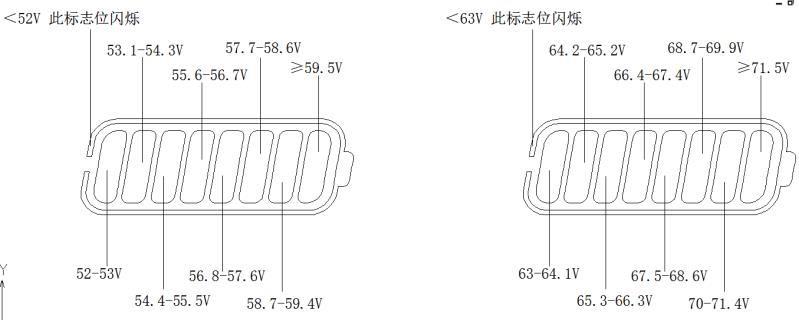 <52V 此标志位闪烁
53.1-54.3V
57.7-58.6V
55.6-56.7V
≥59.5V
52-53V
56.8-57.6V
54.4-55.5V
58.7-59.4V
<63V 此标志位闪烁
64.2-65.2V
68.7-69.9V
66.4-67.4V
≥71.5V
63-64.1V
67.5-68.6V
65.3-66.3V
70-71.4V
Y